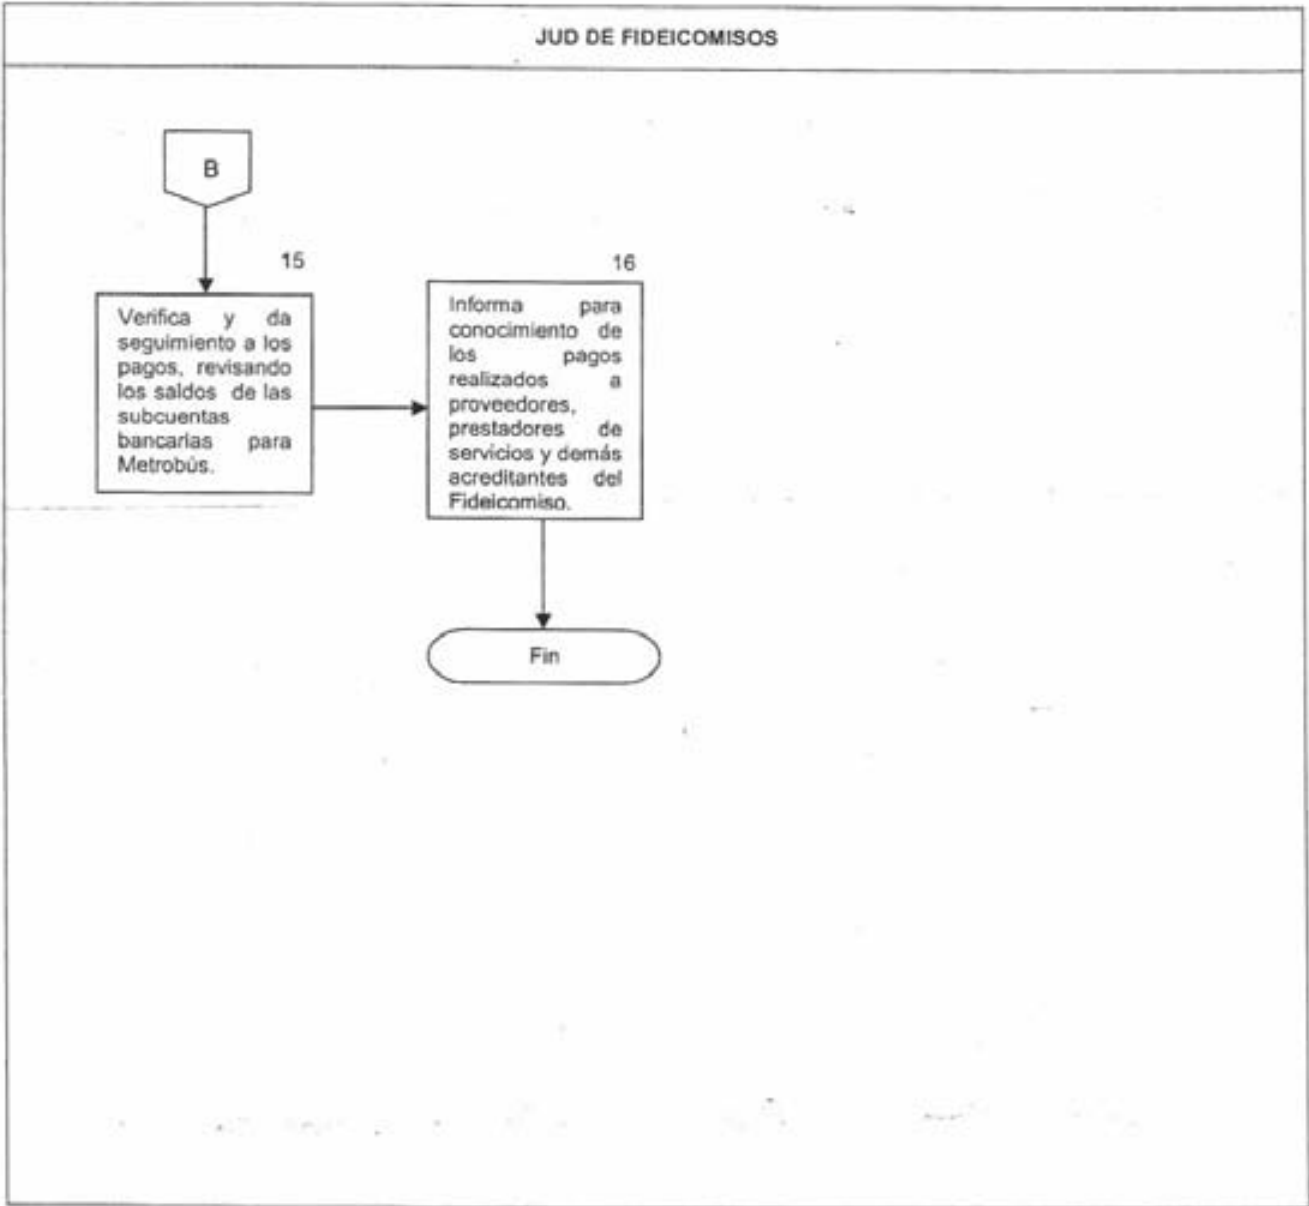 JUD DE FIDEICOMISOS
B
15
Verifica y da
seguimiento a los
pagos, revisando
los saldos de las
subcuentas
bancarias para
Metrobús.
16
Informa para
conocimiento de
los pagos
realizados a
proveedores,
prestadores de
servicios y demás
acreditantes del
Fideicomiso.
Fin